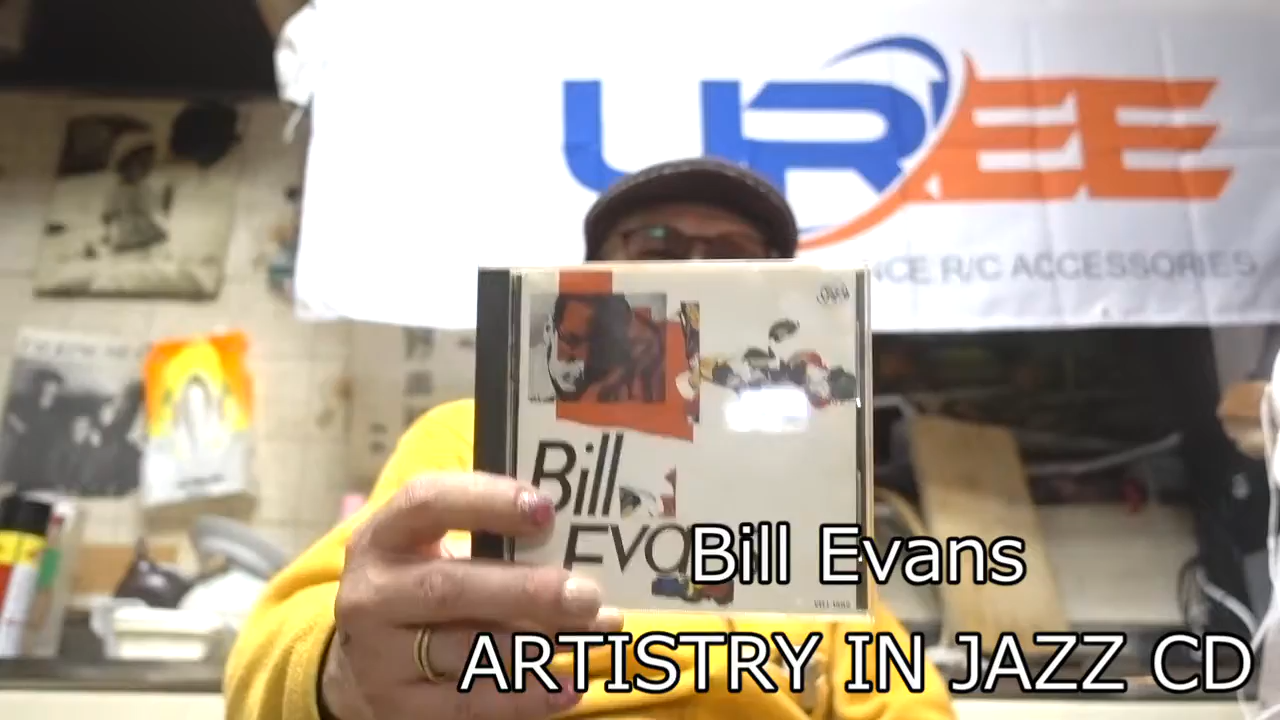 UREE
NCE R/C ACCESSORIES
Bill
Eva
Bill Evans
ARTISTRY IN JAZZ CD